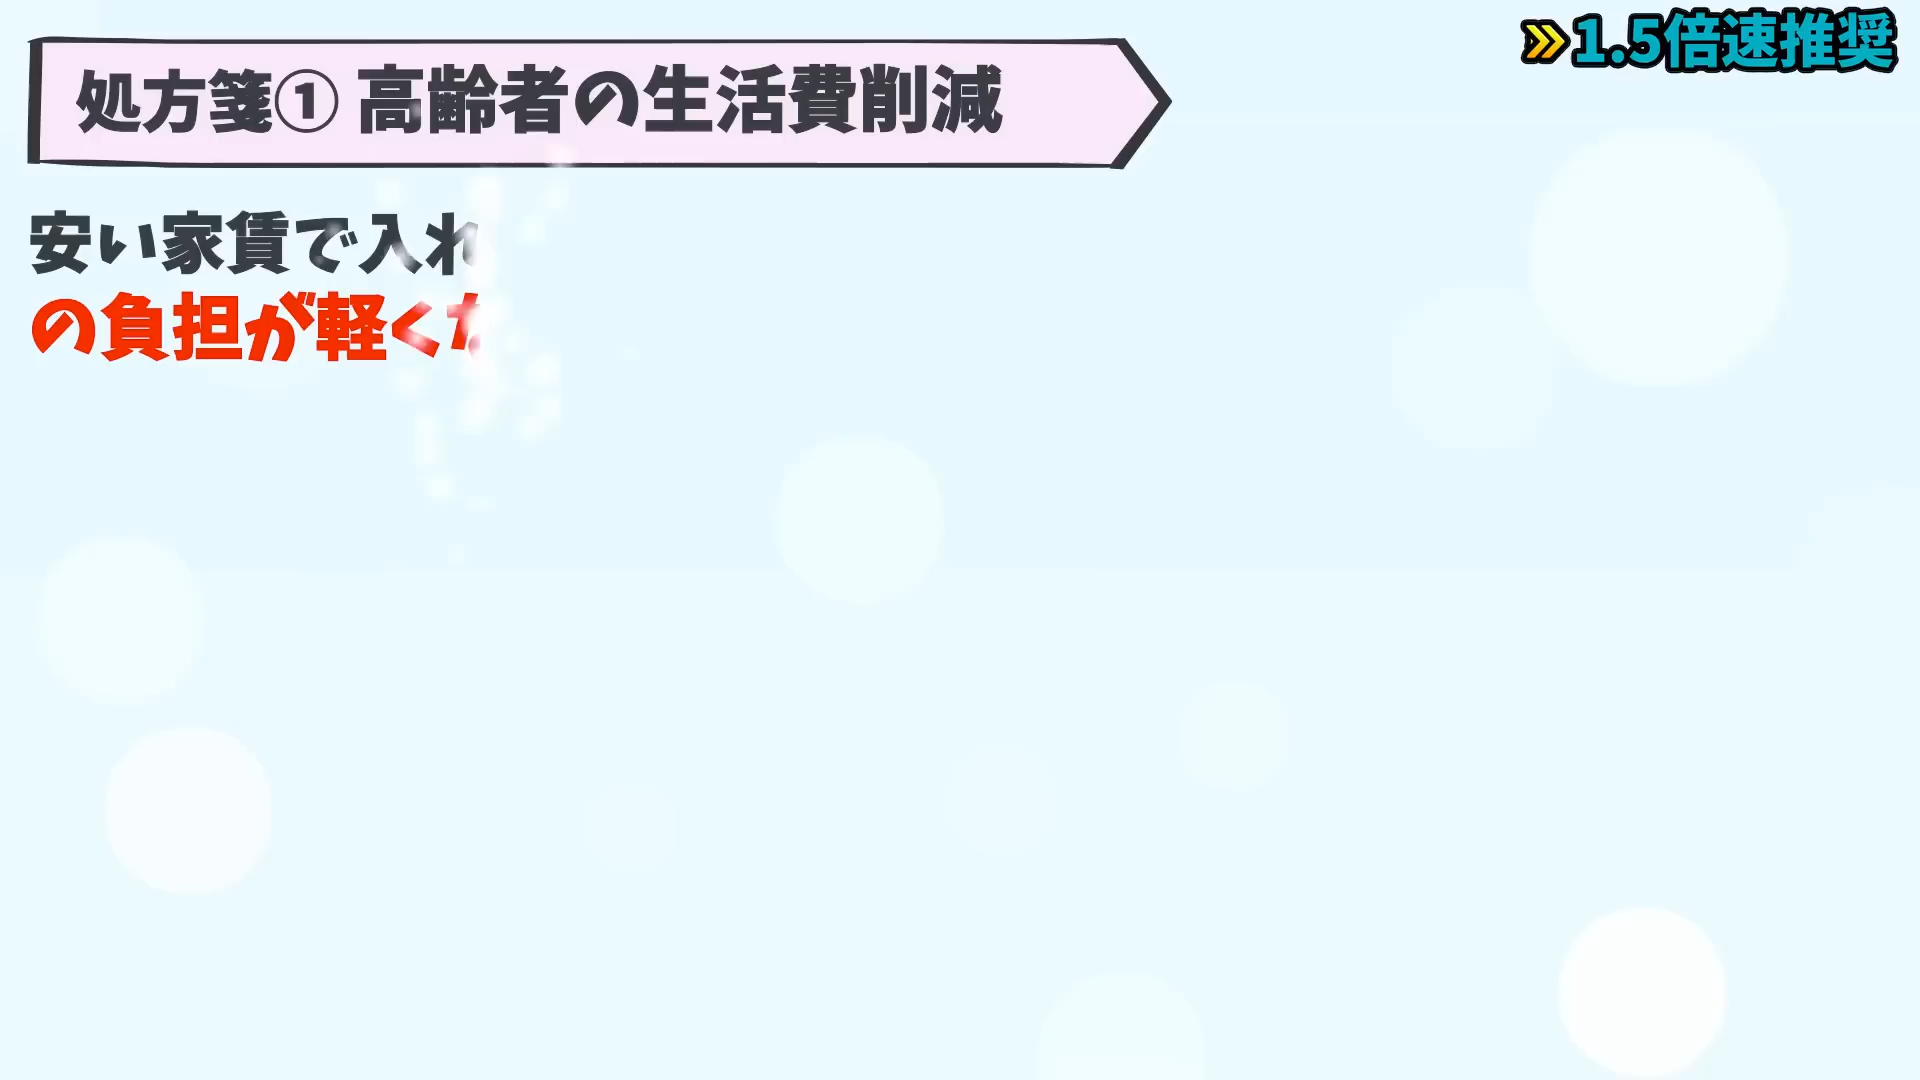 処方箋① 高齢者の生活費削減
1.5倍速推奨
安い家賃で入れ
の負担が軽く